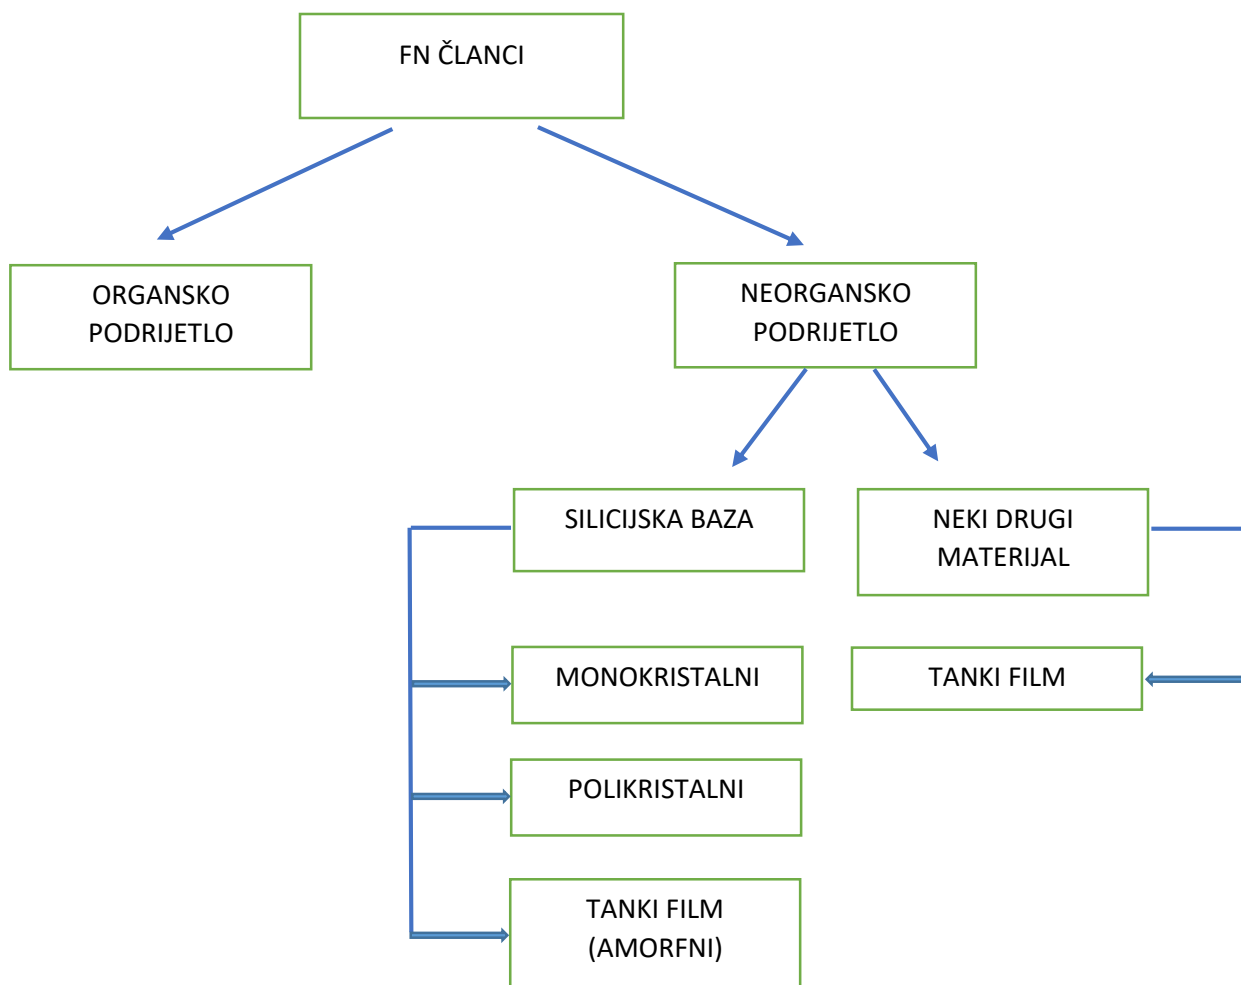 FN ČLANCI
ORGANSKO
PODRIJETLO
NEORGANSKO
PODRIJETLO
SILICIJSKA BAZA
NEKI DRUGI
MATERIJAL
MONOKRISTALNI
TANKI FILM
POLIKRISTALNI
TANKI FILM
(AMORFNI)